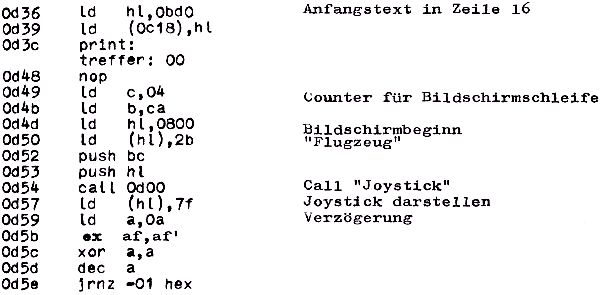 0d36 ld hl,0bd0 Anfangstext in Zeile 16
0d39 ld (0c18),hl
0d3c print:
treffer: 00
0d48 nop
0d49 ld c,04 Counter für Bildschirmschleife
0d4b ld b,ca
0d4d ld hl,0800 Bildschirmbeginn
0d50 ld (hl),2b "Flugzeug"
0d52 push bc
0d53 push hl
0d54 call 0d00 Call "Joystick"
0d57 ld (hl),7f Joystick darstellen
0d59 ld a,0a Verzögerung
0d5b ex af,af'
0d5c xor a,a
0d5d dec a
0d5e jrnz -01 hex